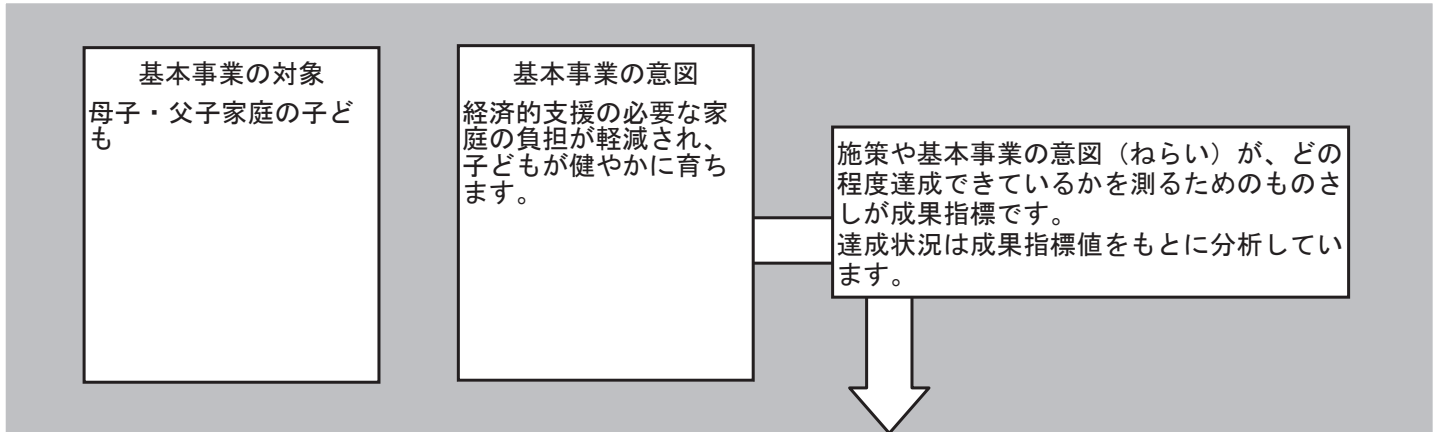 基本事業の対象
母子・父子家庭の子ど
も
基本事業の意図
経済的支援の必要な家
庭の負担が軽減され、
子どもが健やかに育ち
ます。
施策や基本事業の意図（ねらい）が、どの
程度達成できているかを測るためのものさ
しが成果指標です。
達成状況は成果指標値をもとに分析してい
ます。